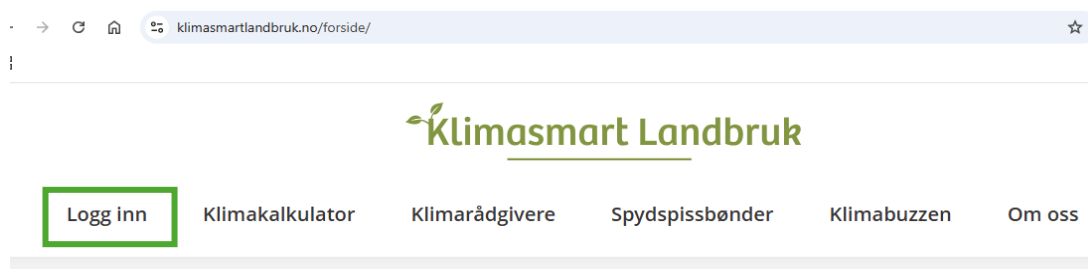 klimasmartlandbruk.no/forside/
Klimasmart Landbruk
Logg inn Klimakalkulator Klimarådgivere Spydspissbønder Klimabuzzen Om oss